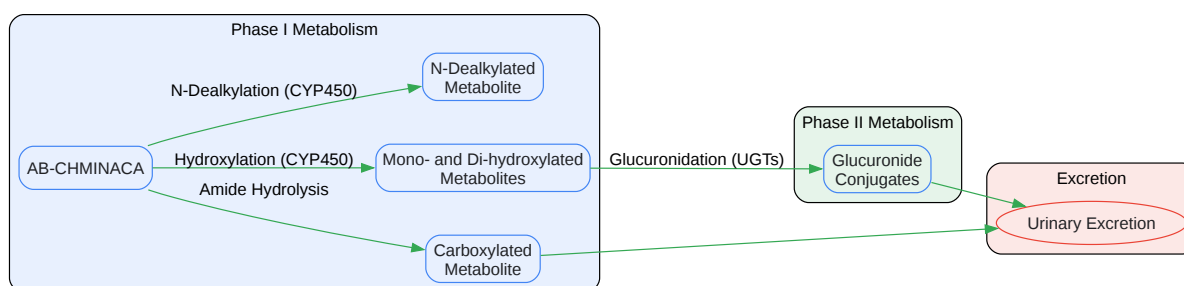 Phase I Metabolism
N-Dealkylated
Metabolite
N-Dealkylation (CYP450)
AB-CHMINACA
Hydroxylation (CYP450)
Mono- and Di-hydroxylated
Metabolites
Amide Hydrolysis
Carboxylated
Metabolite
Glucuronidation (UGTs)
Phase II Metabolism
Glucuronide
Conjugates
Excretion
Urinary Excretion